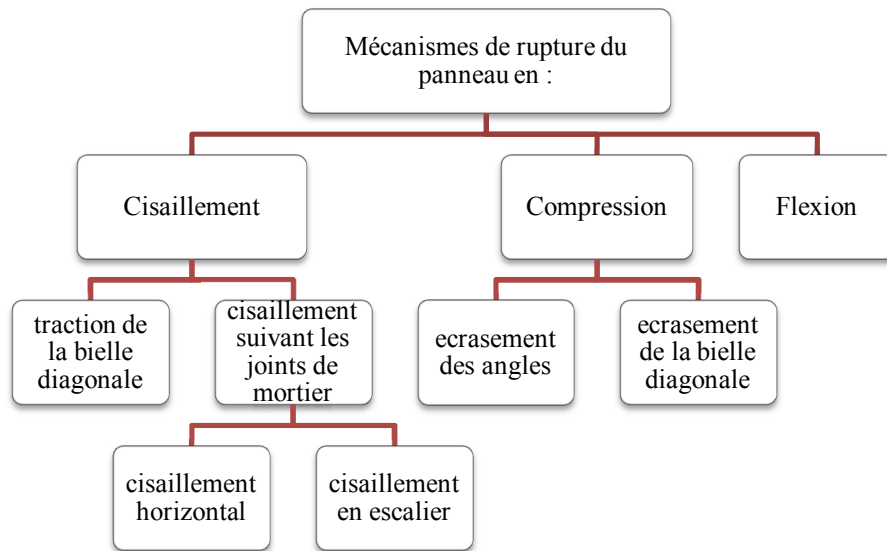 Mécanismes de rupture du
panneau en :
Cisaillement
Compression
Flexion
traction de
la bielle
diagonale
cisaillement
suivant les
joints de
mortier
ecrasement
des angles
ecrasement
de la bielle
diagonale
cisaillement
horizontal
cisaillement
en escalier